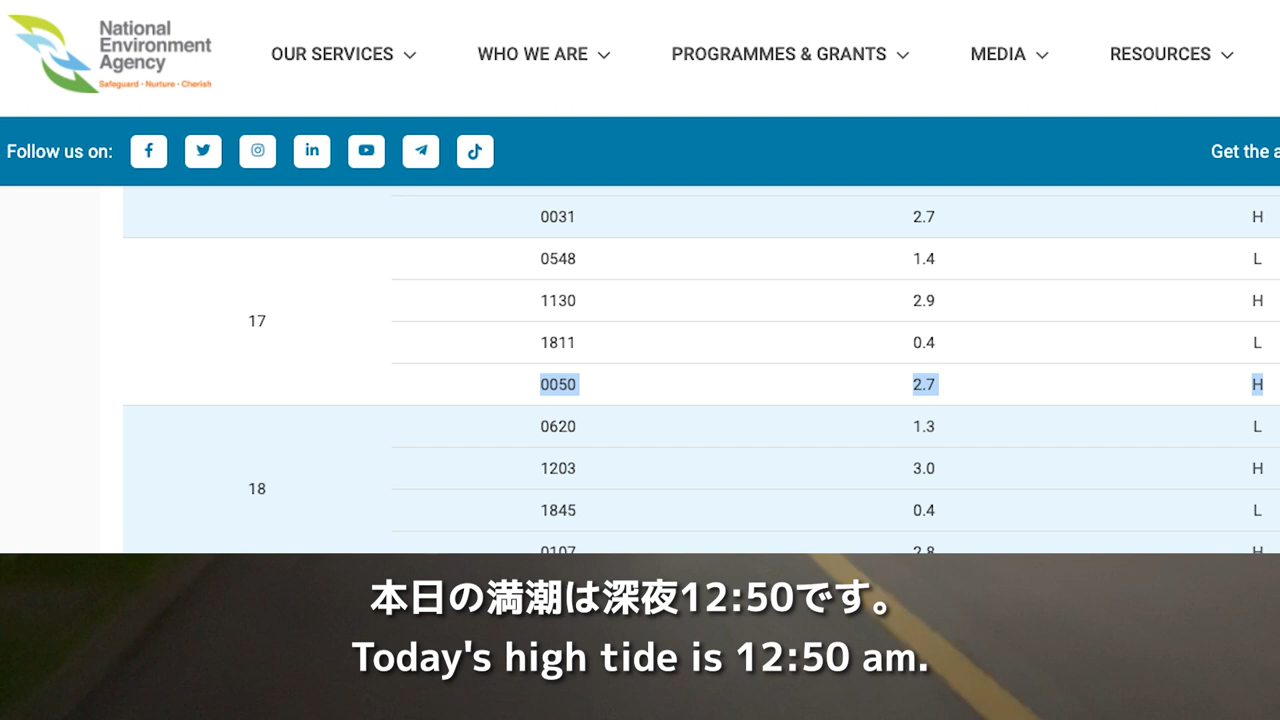 National
Environment
Agency
Safeguard · Nurture · Cherish
OUR SERVICES
WHO WE ARE
PROGRAMMES & GRANTS
MEDIA
RESOURCES
Follow us on:
Get the a
0031 2.7 H
17
0548 1.4 L
1130 2.9 H
1811 0.4 L
0050 2.7 H
18
0620 1.3 L
1203 3.0 H
1845 0.4 L
0107 2.8 H
本日の満潮は深夜12:50です。
Today's high tide is 12:50 am.